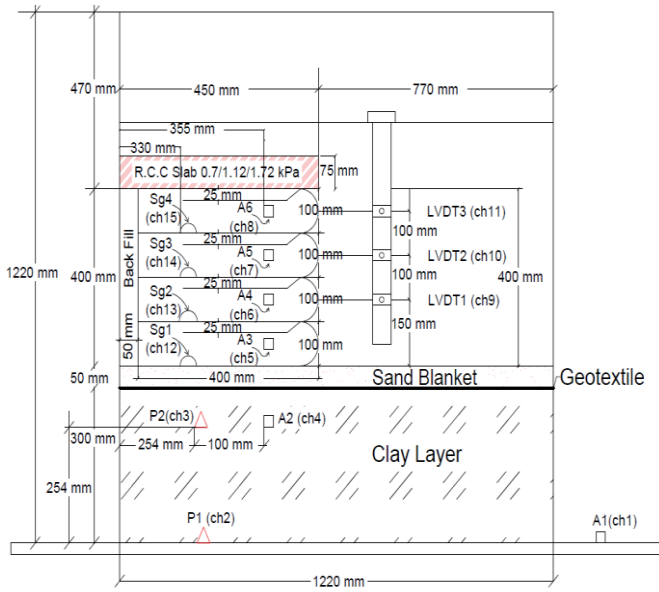 470 mm
450 mm
770 mm
355 mm
330 mm
R.C.C Slab 0.7/1.12/1.72 kPa
75 mm
Sg4
(ch15)
25 mm
A6
(ch8)
100 mm
LVDT3 (ch11)
100 mm
Sg3
(ch14)
25 mm
A5
(ch7)
100 mm
LVDT2 (ch10)
100 mm
Sg2
(ch13)
25 mm
A4
(ch6)
100 mm
LVDT1 (ch9)
150 mm
Sg1
(ch12)
25 mm
A3
(ch5)
100 mm
Back Fill
50 mm
1220 mm
400 mm
400 mm
400 mm
50 mm
Sand Blanket
Geotextile
P2(ch3)
A2 (ch4)
300 mm
254 mm
100 mm
Clay Layer
254 mm
P1 (ch2)
A1(ch1)
1220 mm